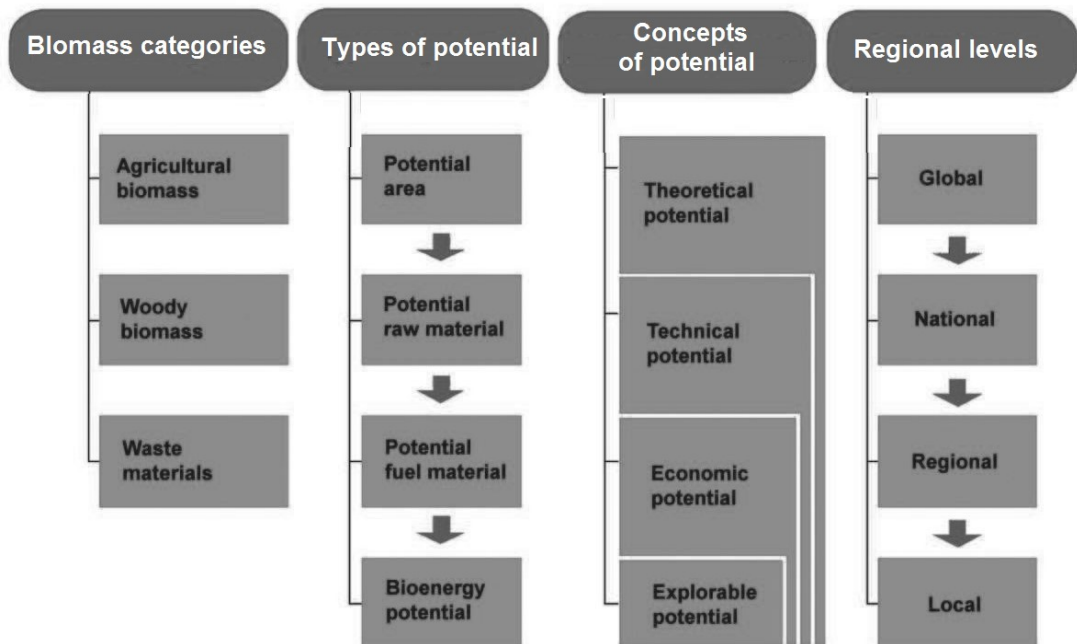 Biomass categories
Agricultural
biomass
Woody
biomass
Waste
materials
Types of potential
Potential
area
Potential
raw material
Potential
fuel material
Bioenergy
potential
Concepts
of potential
Theoretical
potential
Technical
potential
Economic
potential
Explorable
potential
Regional levels
Global
National
Regional
Local